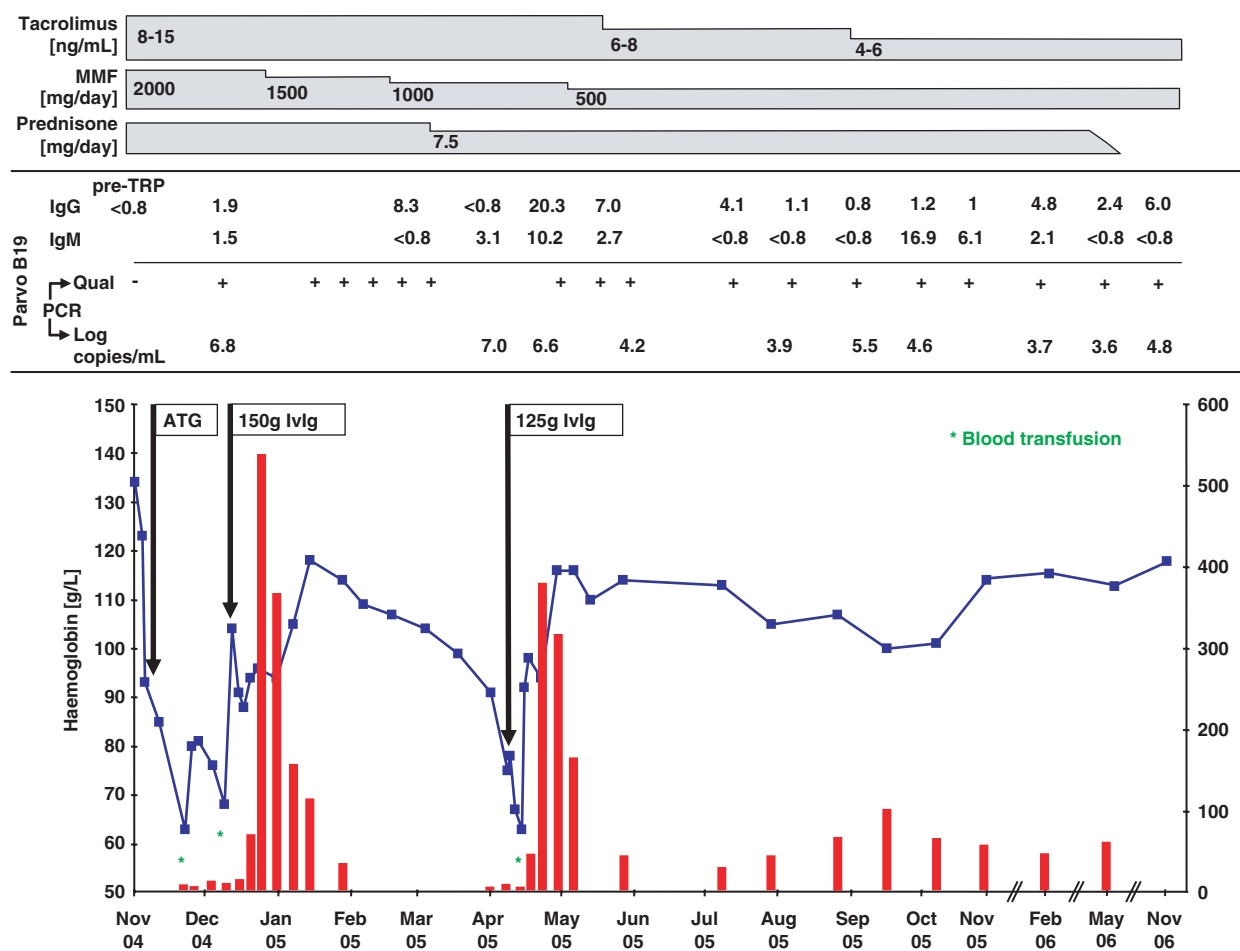 Tacrolimus
[ng/mL]
8-15
6-8
4-6
MMF
[mg/day]
2000
1500
1000
500
Prednisone
[mg/day]
7.5
Parvo B19
pre-TRP
IgG <0.8 1.9 8.3 <0.8 20.3 7.0 4.1 1.1 0.8 1.2 1 4.8 2.4 6.0
IgM 1.5 <0.8 3.1 10.2 2.7 <0.8 <0.8 <0.8 16.9 6.1 2.1 <0.8 <0.8
Qual - + + + + + + + + + + + + + + + + +
PCR
Log
copies/mL 6.8 7.0 6.6 4.2 3.9 5.5 4.6 3.7 3.6 4.8
ATG
150g IvIg
125g IvIg
* Blood transfusion
*
*
*
Haemoglobin [g/L]
150
140
130
120
110
100
90
80
70
60
50
600
500
400
300
200
100
0
Nov Dec Jan Feb Mar Apr May Jun Jul Aug Sep Oct Nov Feb May Nov
04 04 05 05 05 05 05 05 05 05 05 05 05 06 06 06